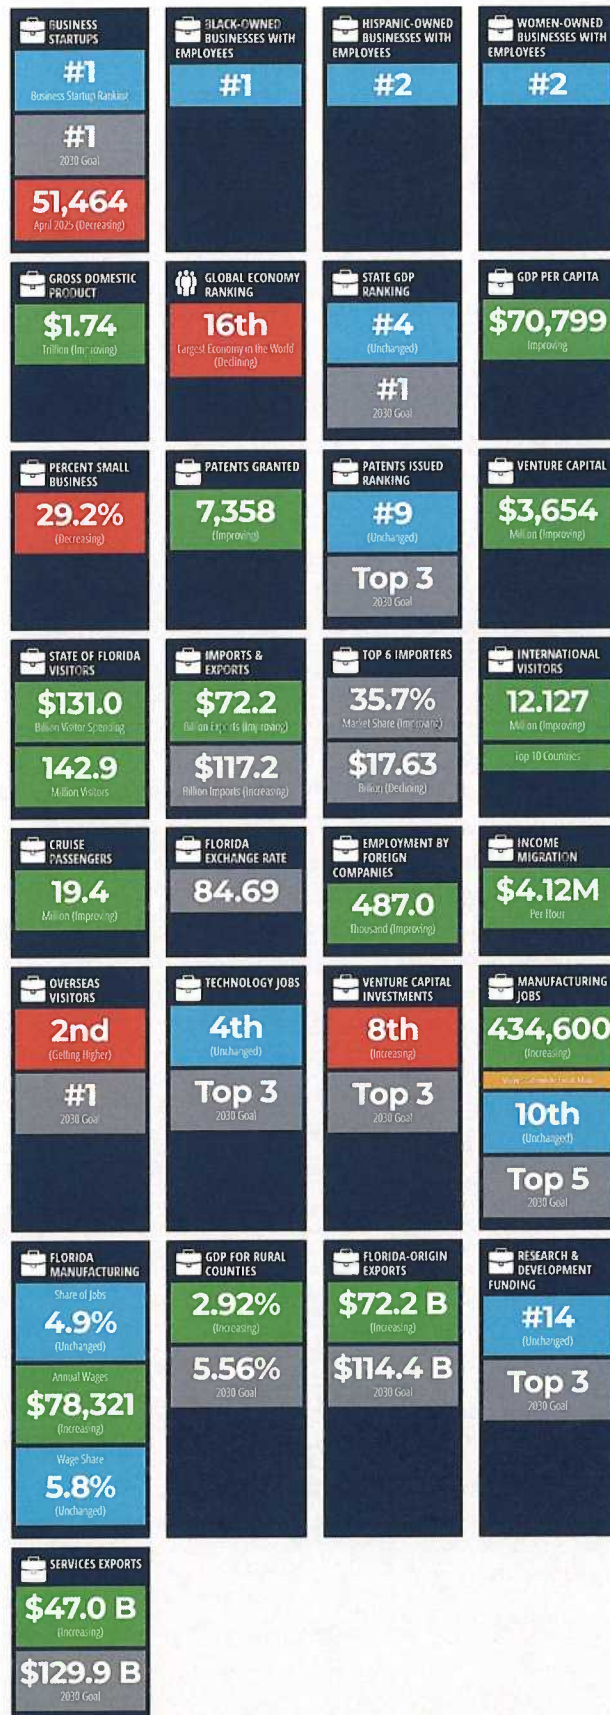 BUSINESS
STARTUPS
#1
Business Startup Ranking
#1
2030 Goal
51,464
April 2025 (Decreasing)
BLACK-OWNED
BUSINESSES WITH
EMPLOYEES
#1
HISPANIC-OWNED
BUSINESSES WITH
EMPLOYEES
#2
WOMEN-OWNED
BUSINESSES WITH
EMPLOYEES
#2
GROSS DOMESTIC
PRODUCT
$1.74
Trillion (Improving)
GLOBAL ECONOMY
RANKING
16th
Largest Economy in the World
(Declining)
STATE GDP
RANKING
#4
(Unchanged)
#1
2030 Goal
GDP PER CAPITA
$70,799
Improving
PERCENT SMALL
BUSINESS
29.2%
(Decreasing)
PATENTS GRANTED
7,358
(Improving)
PATENTS ISSUED
RANKING
#9
(Unchanged)
Top 3
2030 Goal
VENTURE CAPITAL
$3,654
Million (Improving)
STATE OF FLORIDA
VISITORS
$131.0
Billion Visitor Spending
142.9
Million Visitors
IMPORTS &
EXPORTS
$72.2
Billion Exports (Improving)
$117.2
Billion Imports (Increasing)
TOP 6 IMPORTERS
35.7%
Market Share (Improving)
$17.63
Billion (Declining)
INTERNATIONAL
VISITORS
12.127
Million (Improving)
Top 10 Countries
CRUISE
PASSENGERS
19.4
Million (Improving)
FLORIDA
EXCHANGE RATE
84.69
EMPLOYMENT BY
FOREIGN
COMPANIES
487.0
Thousand (Improving)
INCOME
MIGRATION
$4.12M
Per Hour
OVERSEAS
VISITORS
2nd
(Getting Higher)
#1
2030 Goal
TECHNOLOGY JOBS
4th
(Unchanged)
Top 3
2030 Goal
VENTURE CAPITAL
INVESTMENTS
8th
(Increasing)
Top 3
2030 Goal
MANUFACTURING
JOBS
434,600
(Increasing)
10th
(Unchanged)
Top 5
2030 Goal
FLORIDA
MANUFACTURING
Share of Jobs
4.9%
(Unchanged)
Annual Wages
$78,321
(Increasing)
Wage Share
5.8%
(Unchanged)
GDP FOR RURAL
COUNTIES
2.92%
(Increasing)
5.56%
2030 Goal
FLORIDA-ORIGIN
EXPORTS
$72.2 B
(Increasing)
$114.4 B
2030 Goal
RESEARCH &
DEVELOPMENT
FUNDING
#14
(Unchanged)
Top 3
2030 Goal
SERVICES EXPORTS
$47.0 B
(Increasing)
$129.9 B
2030 Goal